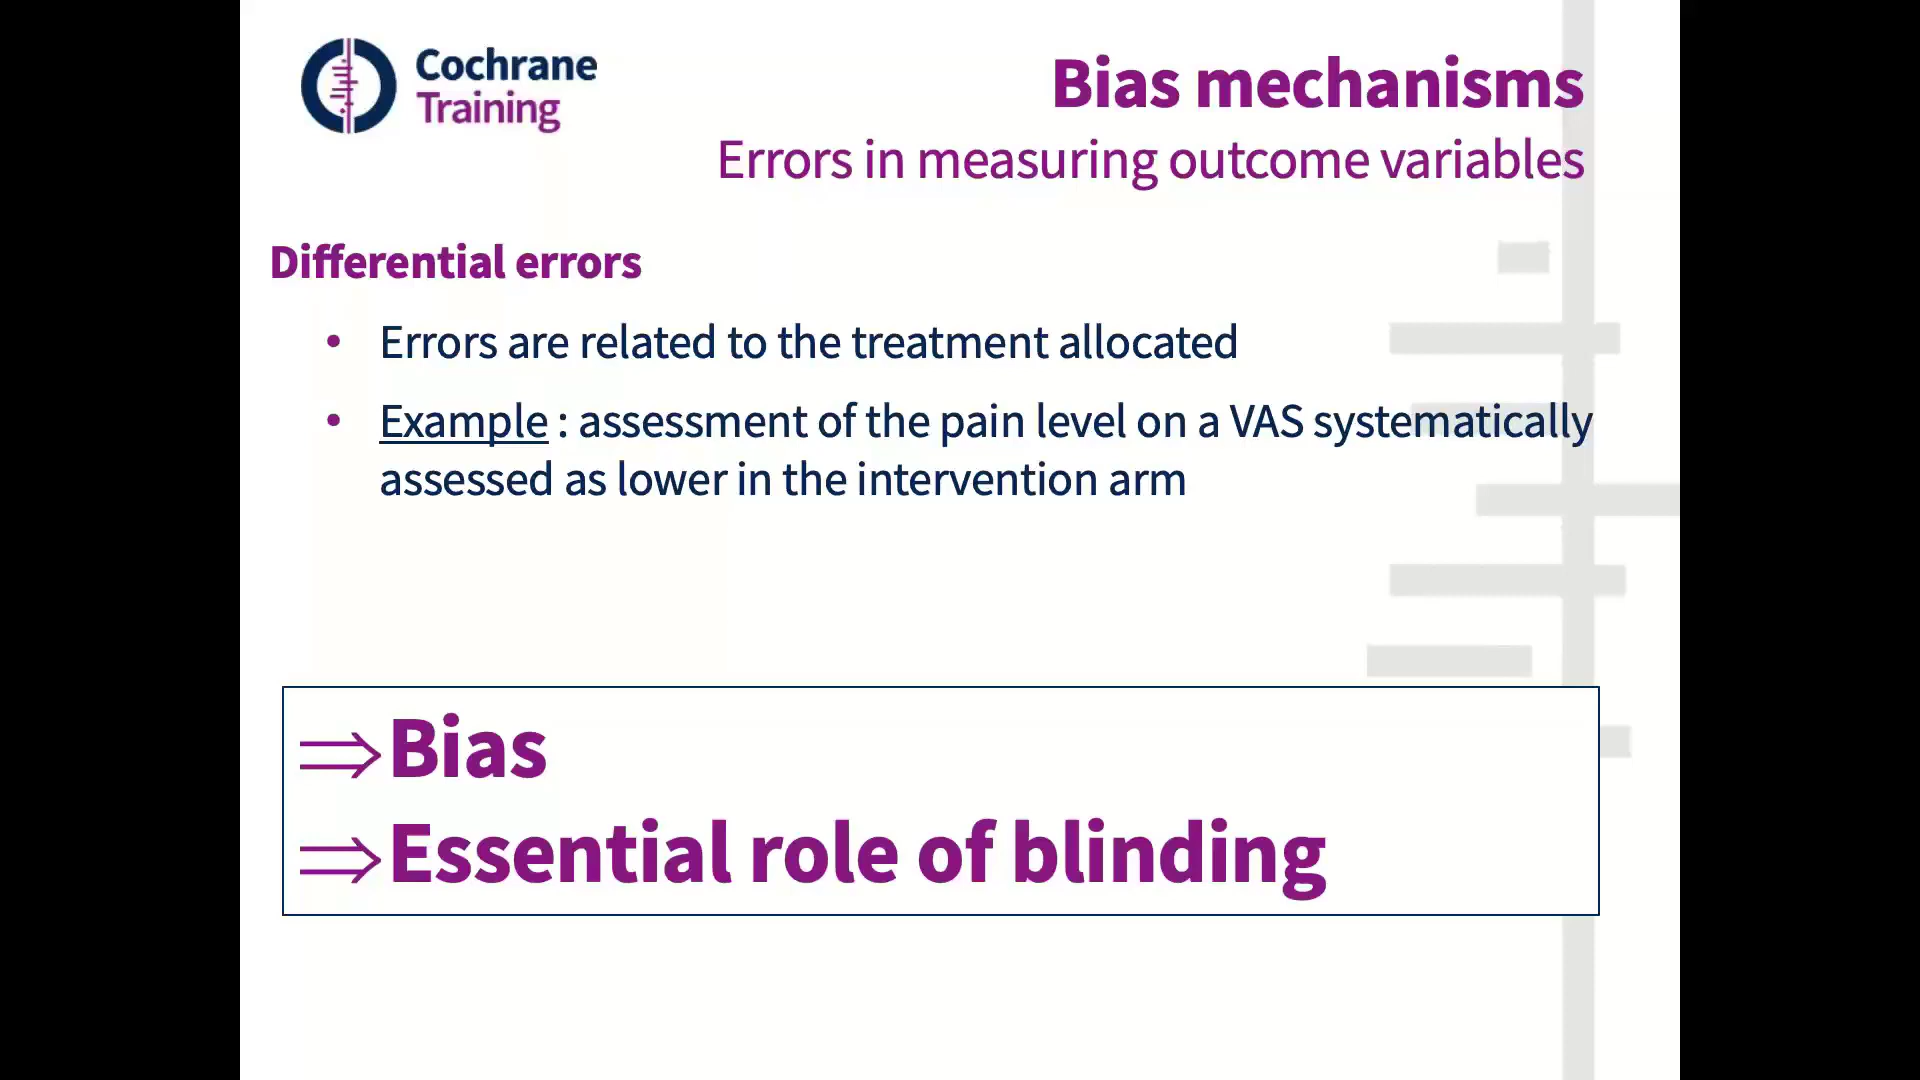 Cochrane
Training
Bias mechanisms
Errors in measuring outcome variables
Differential errors
• Errors are related to the treatment allocated
• Example : assessment of the pain level on a VAS systematically
assessed as lower in the intervention arm
⇒Bias
⇒Essential role of blinding